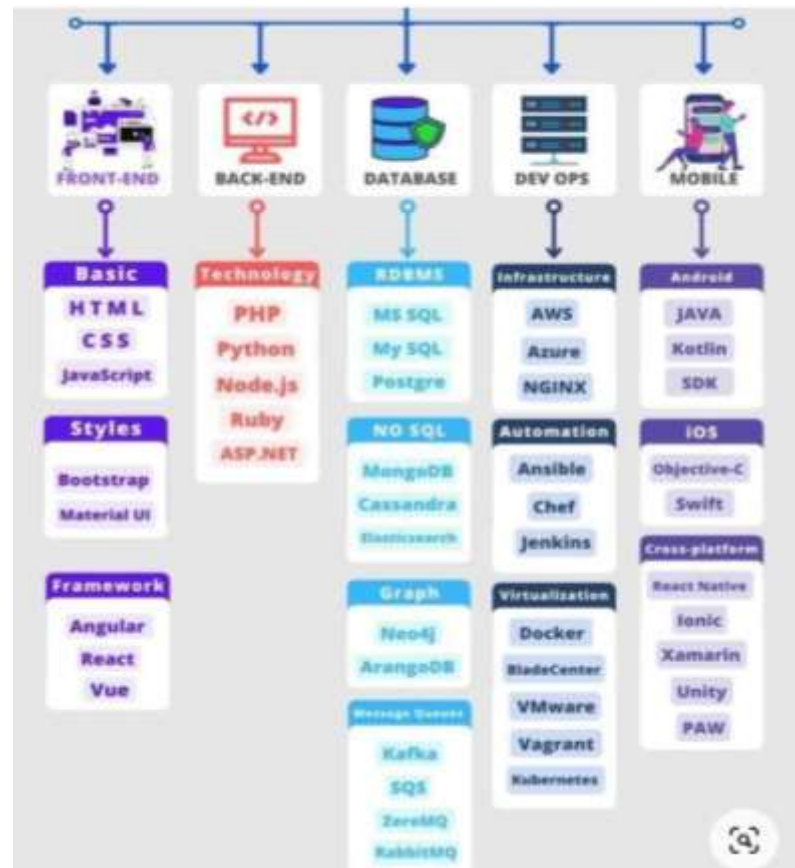 FRONT-END
BACK-END
DATABASE
DEV OPS
MOBILE
Basic
HTML
CSS
JavaScript
Styles
Bootstrap
Material UI
Framework
Angular
React
Vue
Technology
PHP
Python
Node.js
Ruby
ASP.NET
RDBMS
MS SQL
My SQL
Postgre
NO SQL
MongoDB
Cassandra
Elasticsearch
Graph
Neo4j
ArangoDB
Message Queues
Kafka
SQS
ZeroMQ
RabbitMQ
Infrastructure
AWS
Azure
NGINX
Automation
Ansible
Chef
Jenkins
Virtualization
Docker
BladeCenter
VMware
Vagrant
Kubernetes
Android
JAVA
Kotlin
SDK
iOS
Objective-C
Swift
Cross-platform
React Native
Ionic
Xamarin
Unity
PAW